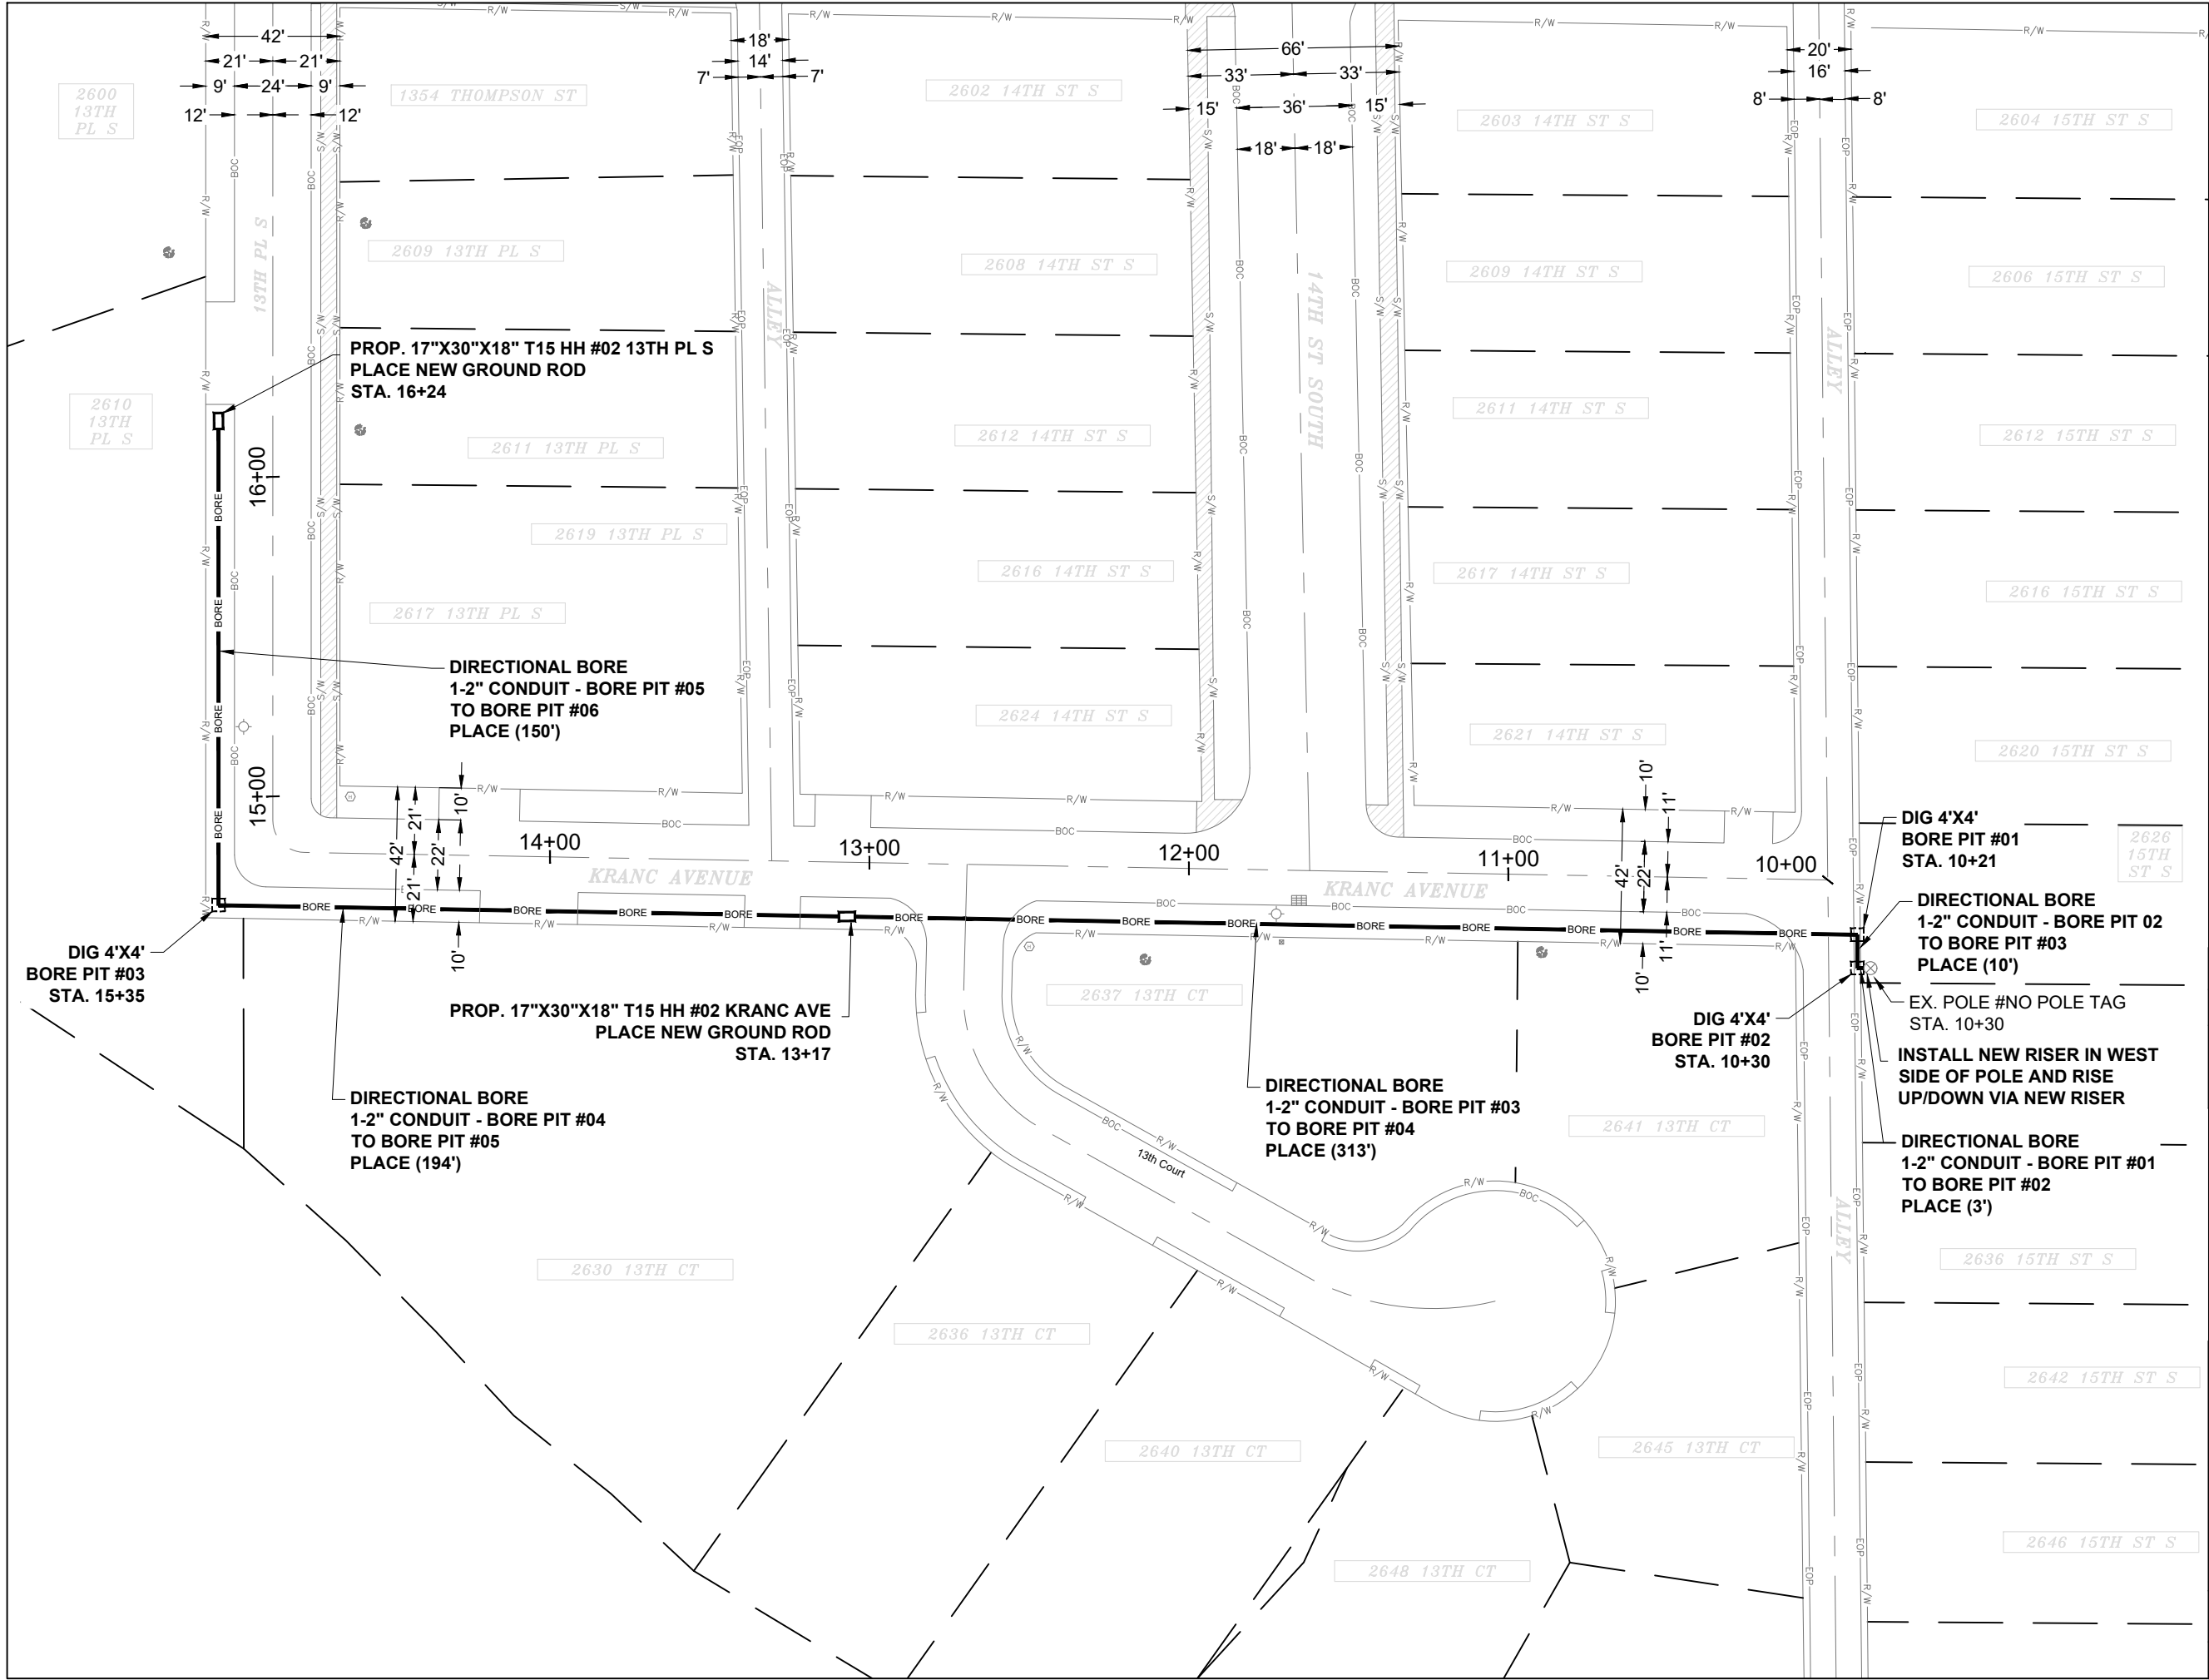 42'
21'
21'
9'
24'
9'
12'
12'
18'
14'
7'
7'
66'
33'
33'
15'
36'
15'
18'
18'
20'
16'
8'
8'
2600
13TH
PL S
1354 THOMPSON ST
2602 14TH ST S
2603 14TH ST S
2604 15TH ST S
13TH PL S
2609 13TH PL S
ALLEY
2608 14TH ST S
14TH ST SOUTH
2609 14TH ST S
ALLEY
2606 15TH ST S
PROP. 17"X30"X18" T15 HH #02 13TH PL S
PLACE NEW GROUND ROD
STA. 16+24
2610
13TH
PL S
2611 13TH PL S
2612 14TH ST S
2611 14TH ST S
2612 15TH ST S
16+00
2619 13TH PL S
2616 14TH ST S
2617 14TH ST S
2616 15TH ST S
2617 13TH PL S
DIRECTIONAL BORE
1-2" CONDUIT - BORE PIT #05
TO BORE PIT #06
PLACE (150')
2624 14TH ST S
2621 14TH ST S
2620 15TH ST S
15+00
42'
21'
21'
22'
10'
10'
14+00
13+00
12+00
11+00
10+00
42'
22'
10'
10'
11'
11'
KRANC AVENUE
KRANC AVENUE
DIG 4'X4'
BORE PIT #01
STA. 10+21
2626
15TH
ST S
DIRECTIONAL BORE
1-2" CONDUIT - BORE PIT 02
TO BORE PIT #03
PLACE (10')
DIG 4'X4'
BORE PIT #03
STA. 15+35
PROP. 17"X30"X18" T15 HH #02 KRANC AVE
PLACE NEW GROUND ROD
STA. 13+17
2637 13TH CT
DIG 4'X4'
BORE PIT #02
STA. 10+30
EX. POLE #NO POLE TAG
STA. 10+30
INSTALL NEW RISER IN WEST
SIDE OF POLE AND RISE
UP/DOWN VIA NEW RISER
DIRECTIONAL BORE
1-2" CONDUIT - BORE PIT #04
TO BORE PIT #05
PLACE (194')
DIRECTIONAL BORE
1-2" CONDUIT - BORE PIT #03
TO BORE PIT #04
PLACE (313')
2641 13TH CT
DIRECTIONAL BORE
1-2" CONDUIT - BORE PIT #01
TO BORE PIT #02
PLACE (3')
13th Court
ALLEY
2630 13TH CT
2636 15TH ST S
2636 13TH CT
2642 15TH ST S
2640 13TH CT
2645 13TH CT
2646 15TH ST S
2648 13TH CT